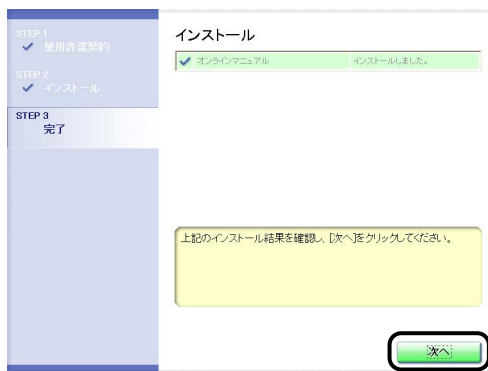 STEP 1
使用許諾契約
STEP 2
インストール
STEP 3
完了
インストール
オンラインマニュアル
インストールしました。
上記のインストール結果を確認し、[次へ]をクリックしてください。
次へ